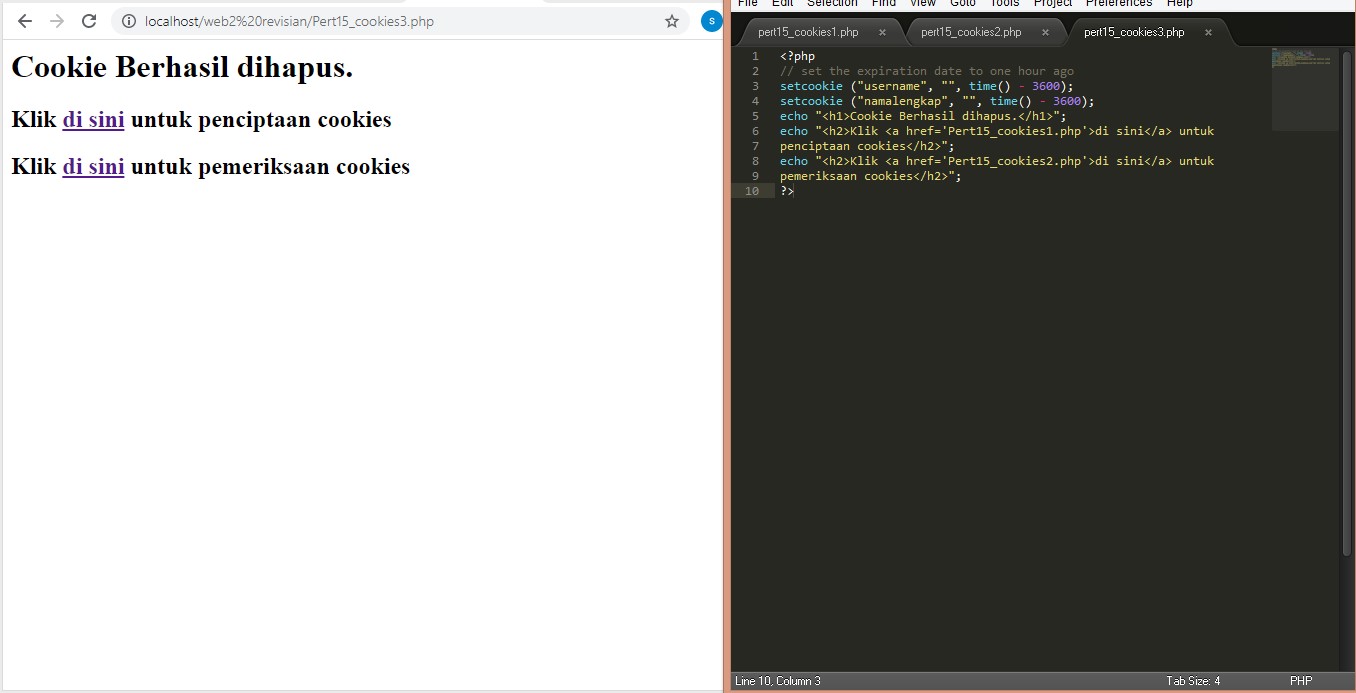 localhost/web2%20revisian/Pert15_cookies3.php
s
Cookie Berhasil dihapus.
Klik di sini untuk penciptaan cookies
Klik di sini untuk pemeriksaan cookies
File Edit Selection Find View Goto Tools Project Preferences Help
pert15_cookies1.php × pert15_cookies2.php × pert15_cookies3.php ×
1 <?php
2 // set the expiration date to one hour ago
3 setcookie ("username", "", time() - 3600);
4 setcookie ("namalengkap", "", time() - 3600);
5 echo "<h1>Cookie Berhasil dihapus.</h1>";
6 echo "<h2>Klik <a href='Pert15_cookies1.php'>di sini</a> untuk
7 penciptaan cookies</h2>";
8 echo "<h2>Klik <a href='Pert15_cookies2.php'>di sini</a> untuk
9 pemeriksaan cookies</h2>";
10 ?>
Line 10, Column 3 Tab Size: 4 PHP